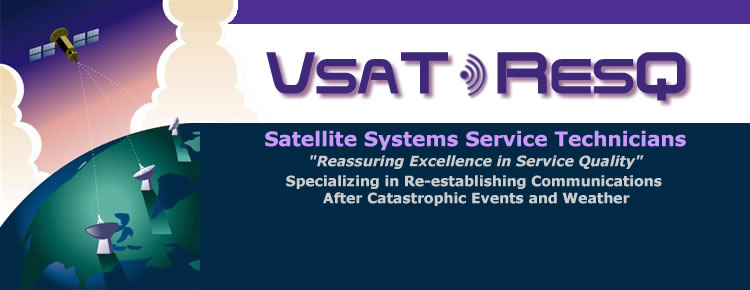 VSAT RESQ
Satellite Systems Service Technicians
"Reassuring Excellence in Service Quality"
Specializing in Re-establishing Communications
After Catastrophic Events and Weather